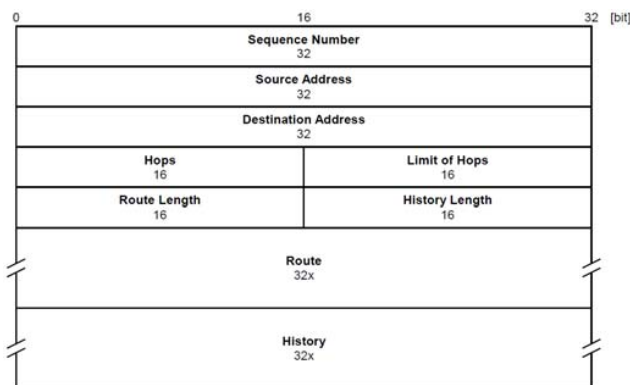 0 16 32 [bit]
Sequence Number
32
Source Address
32
Destination Address
32
Hops Limit of Hops
16 16
Route Length History Length
16 16
Route
32x
History
32x